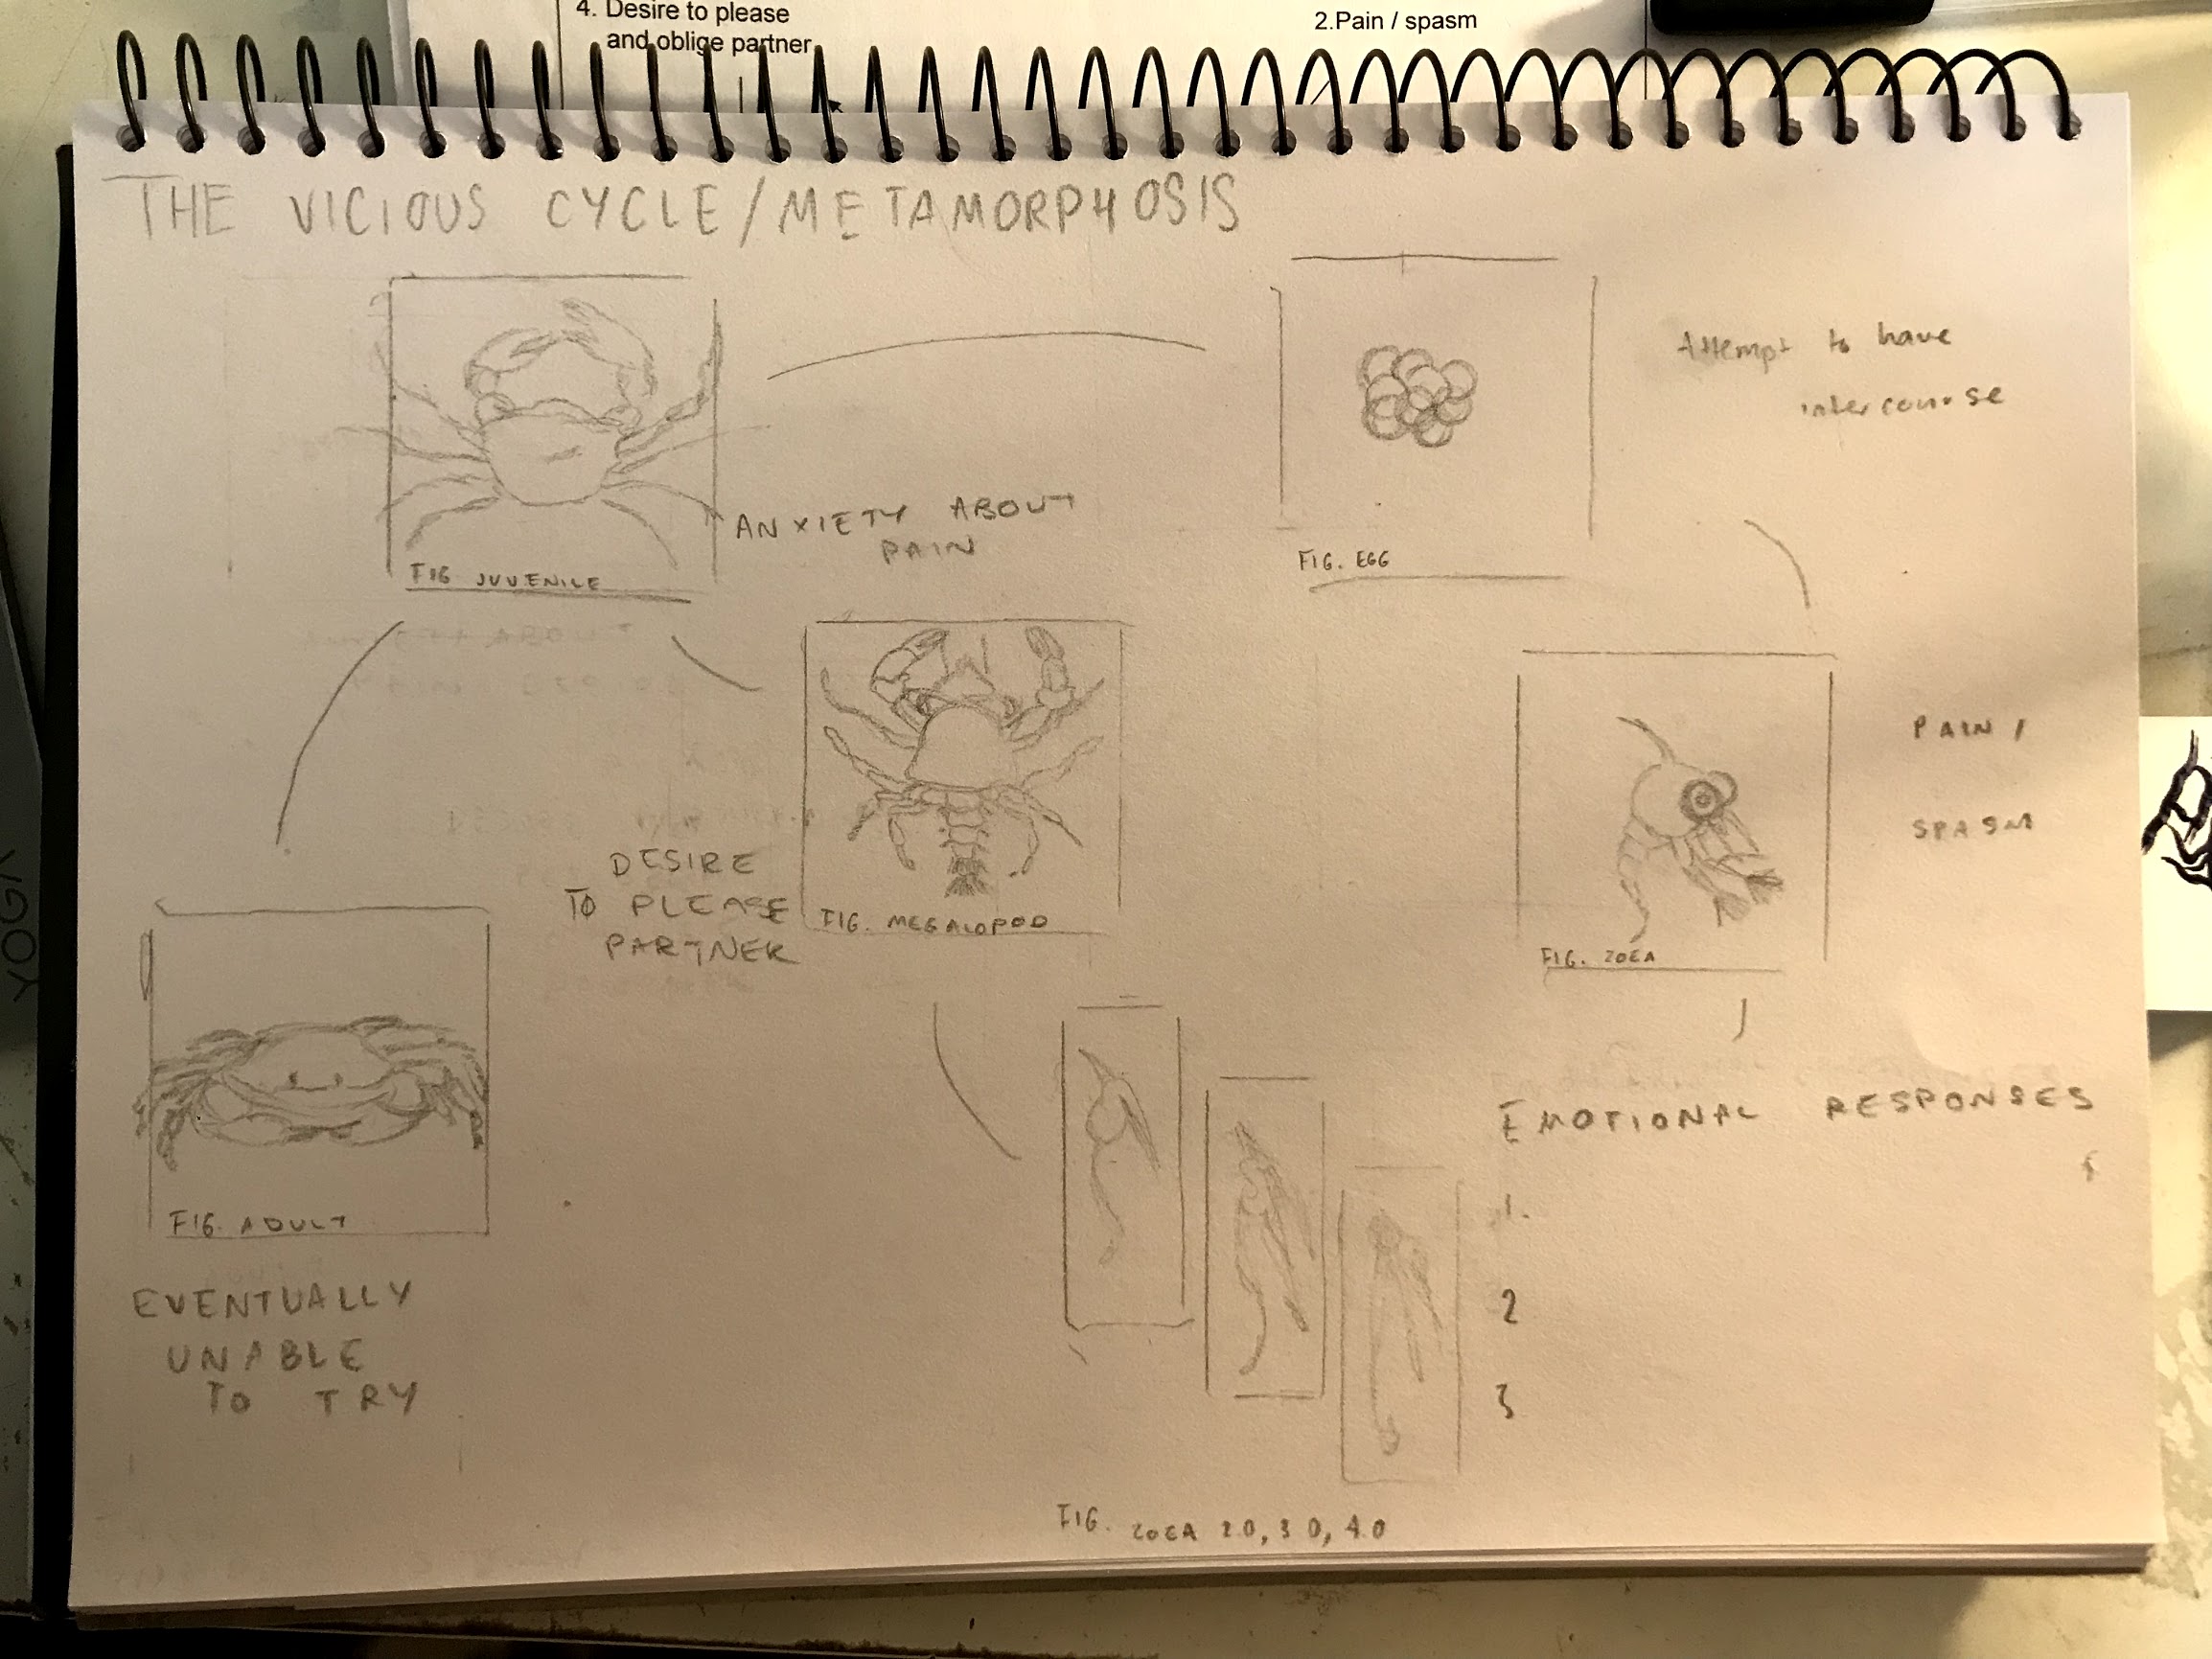 4. Desire to please
and oblige partner
2.Pain / spasm
THE VICIOUS CYCLE/METAMORPHOSIS
FIG JUVENILE
ANXIETY ABOUT
PAIN
FIG. EGG
Attempt to have
intercourse
DESIRE
TO PLEASE
PARTNER
FIG. MEGALOPOD
FIG. ZOEA
PAIN /
SPASM
FIG. ADULT
EVENTUALLY
UNABLE
TO TRY
EMOTIONAL RESPONSES
1.
2
3
FIG. ZOEA 2.0, 3.0, 4.0
YOGA